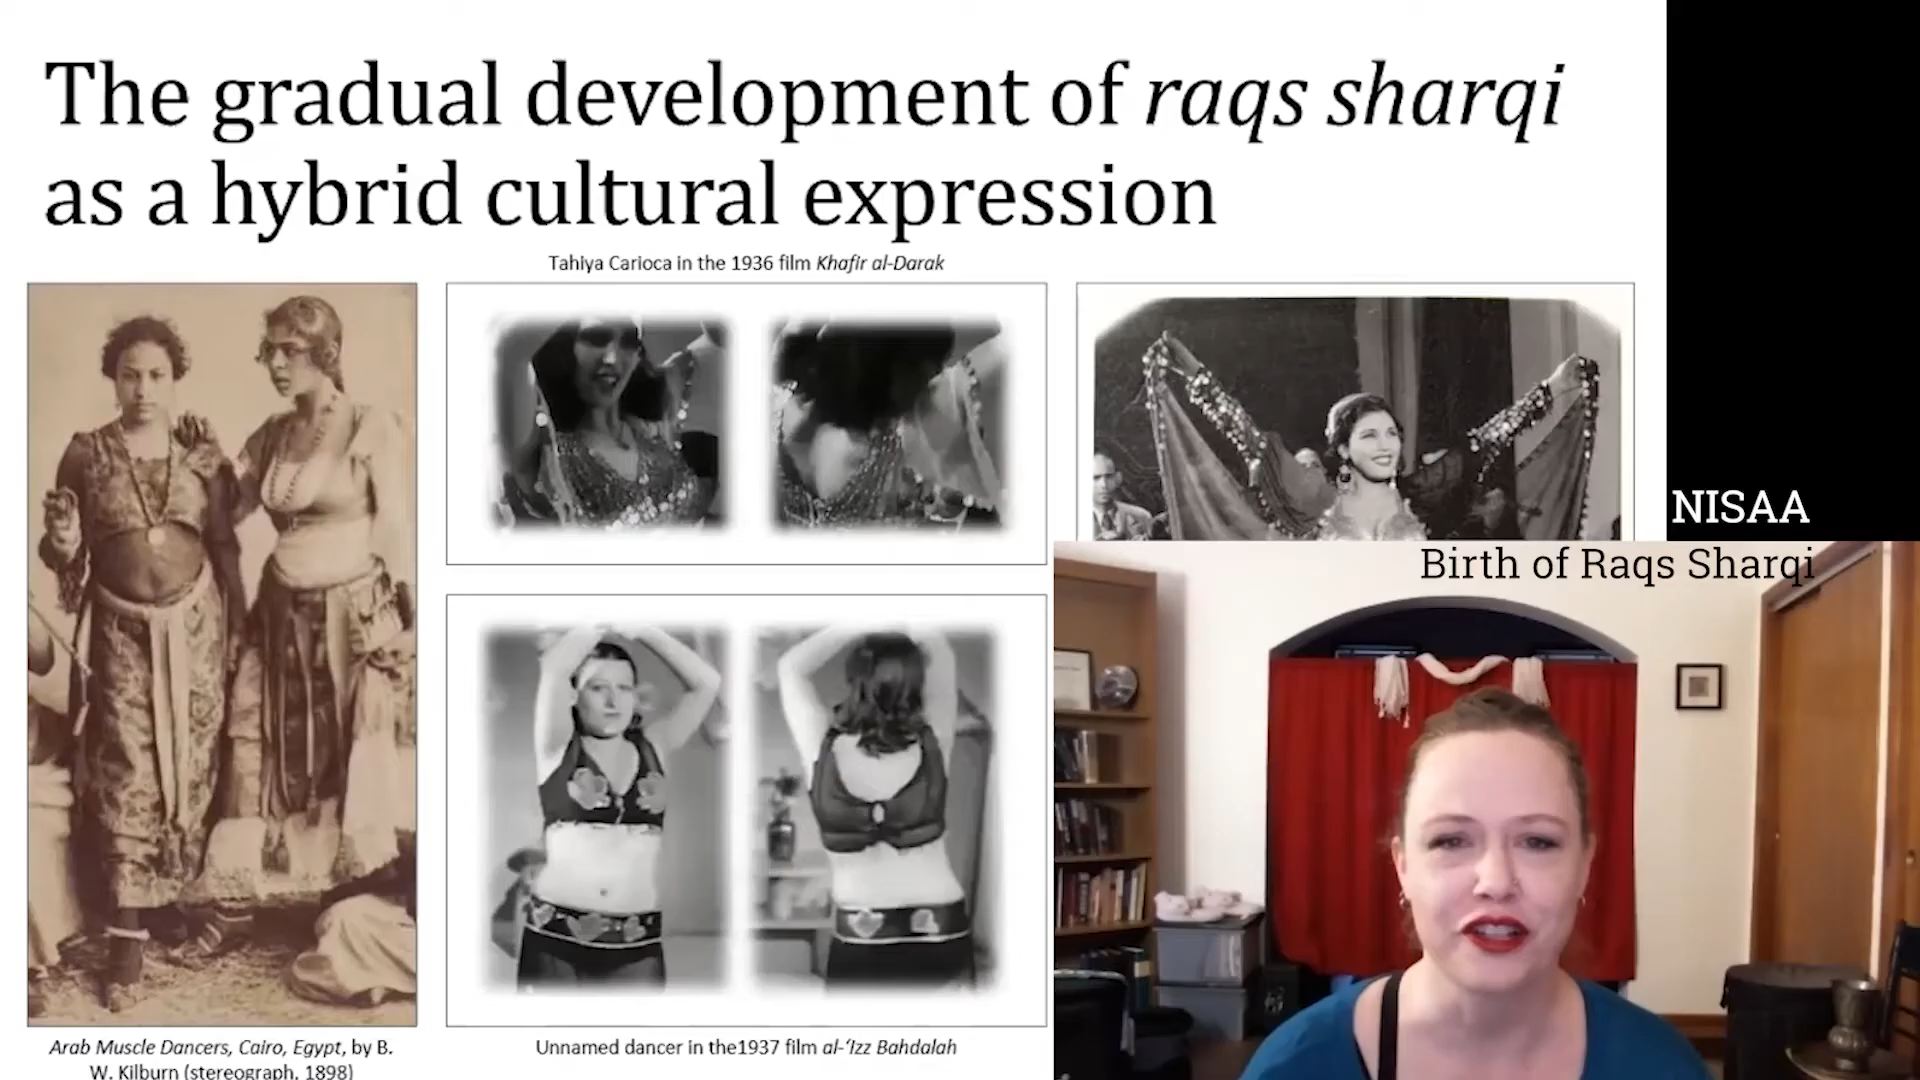 The gradual development of raqs sharqi
as a hybrid cultural expression
Tahiya Carioca in the 1936 film Khafir al-Darak
NISAA
Birth of Raqs Sharqi
Arab Muscle Dancers, Cairo, Egypt, by B.
W. Kilburn (stereograph, 1898)
Unnamed dancer in the1937 film al-‘Izz Bahdalah